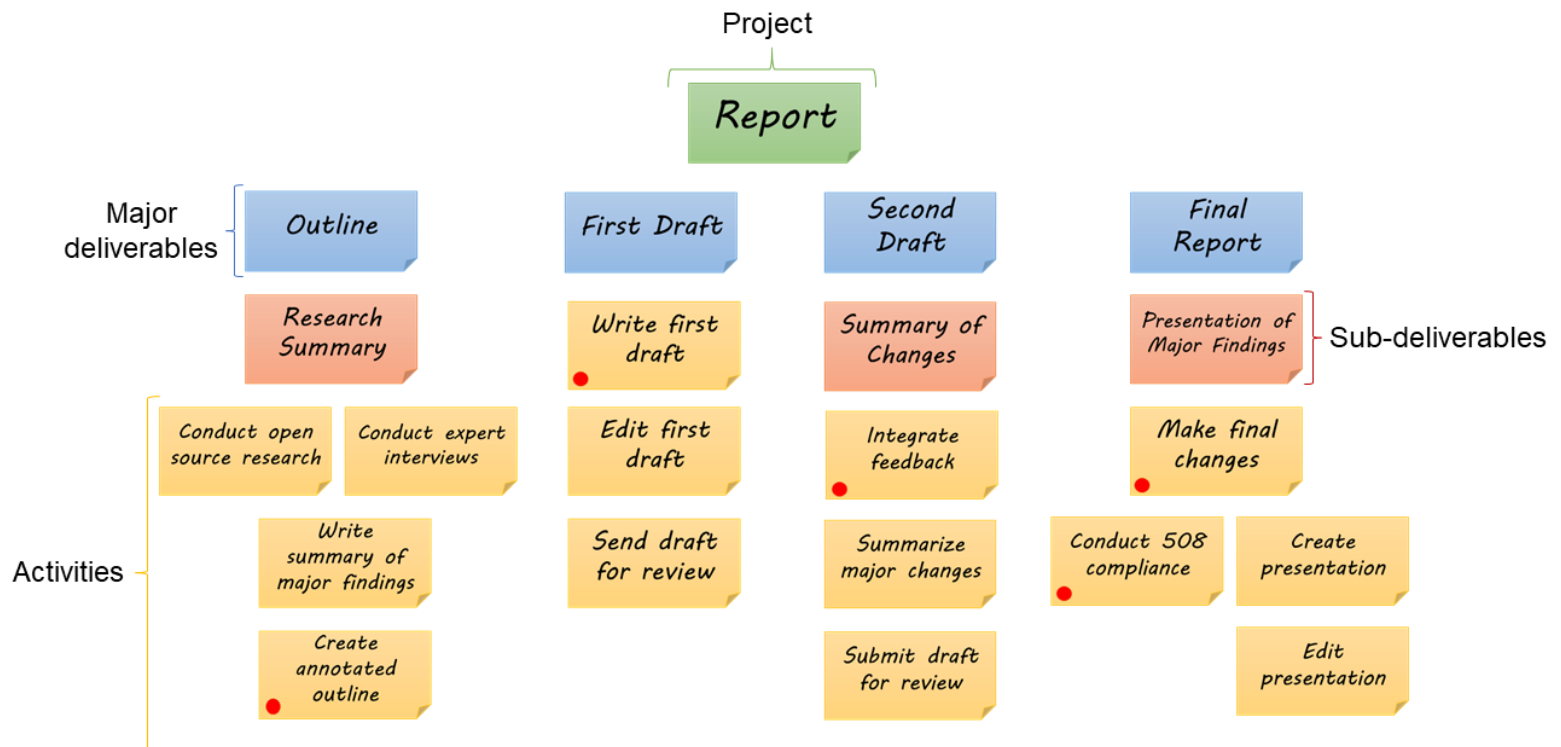 Project
Report
Major
deliverables
Outline
First Draft
Second
Draft
Final
Report
Research
Summary
Write first
draft
Summary of
Changes
Presentation of
Major Findings
Sub-deliverables
Activities
Conduct open
source research
Conduct expert
interviews
Edit first
draft
Integrate
feedback
Make final
changes
Write
summary of
major findings
Send draft
for review
Summarize
major changes
Conduct 508
compliance
Create
presentation
Create
annotated
outline
Submit draft
for review
Edit
presentation